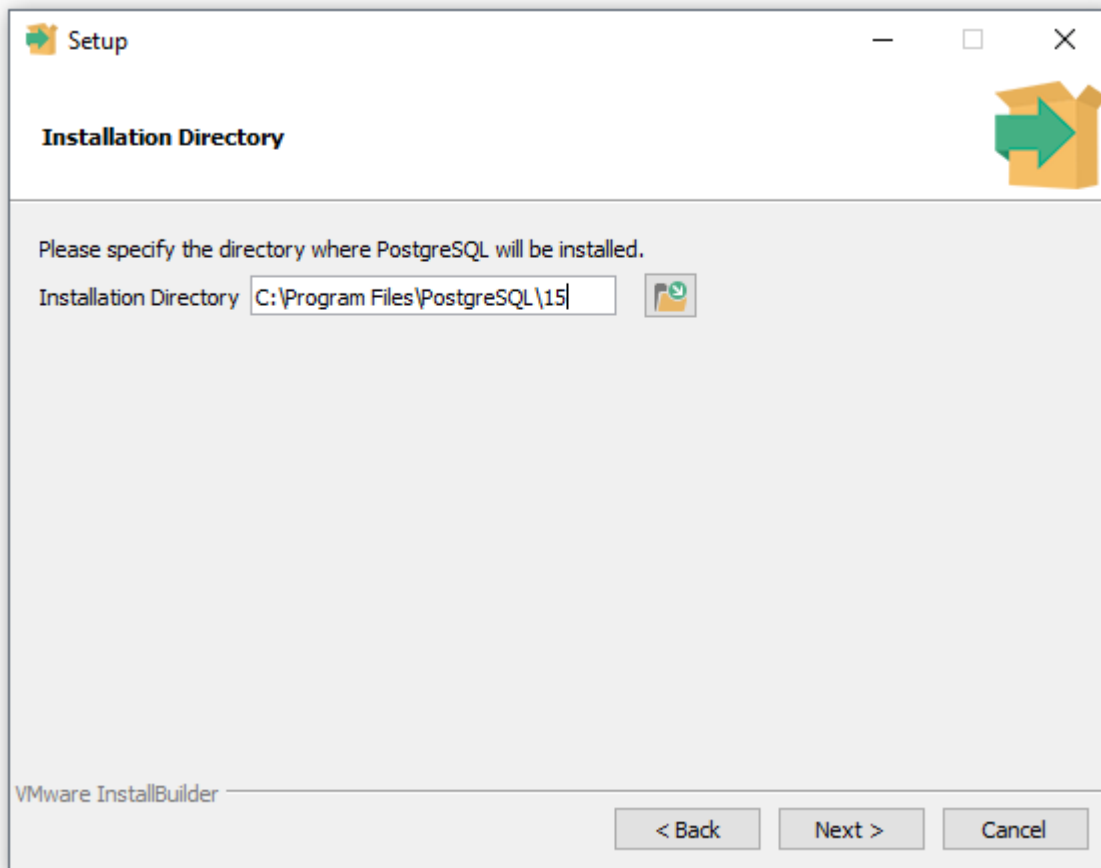 Setup
Installation Directory
Please specify the directory where PostgreSQL will be installed.
Installation Directory C:\Program Files\PostgreSQL\15
VMware InstallBuilder
< Back Next > Cancel